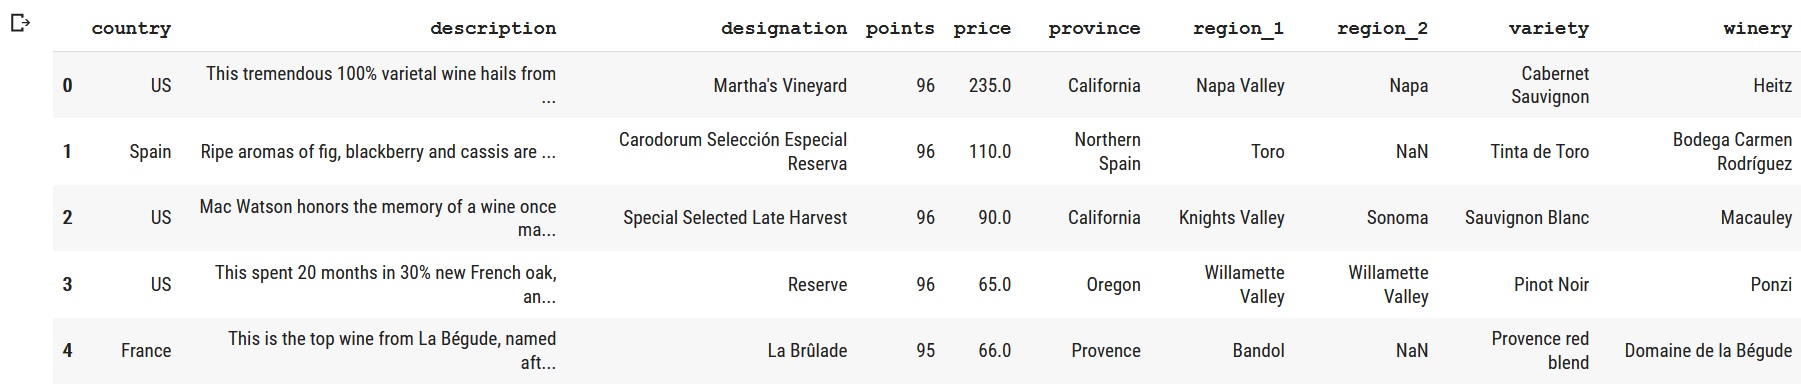 country description designation points price province region_1 region_2 variety winery
0 US This tremendous 100% varietal wine hails from ... Martha's Vineyard 96 235.0 California Napa Valley Napa Cabernet Sauvignon Heitz
1 Spain Ripe aromas of fig, blackberry and cassis are ... Carodorum Selección Especial Reserva 96 110.0 Northern Spain Toro NaN Tinta de Toro Bodega Carmen Rodríguez
2 US Mac Watson honors the memory of a wine once ma... Special Selected Late Harvest 96 90.0 California Knights Valley Sonoma Sauvignon Blanc Macauley
3 US This spent 20 months in 30% new French oak, an... Reserve 96 65.0 Oregon Willamette Valley Willamette Valley Pinot Noir Ponzi
4 France This is the top wine from La Bégude, named aft... La Brûlade 95 66.0 Provence Bandol NaN Provence red blend Domaine de la Bégude